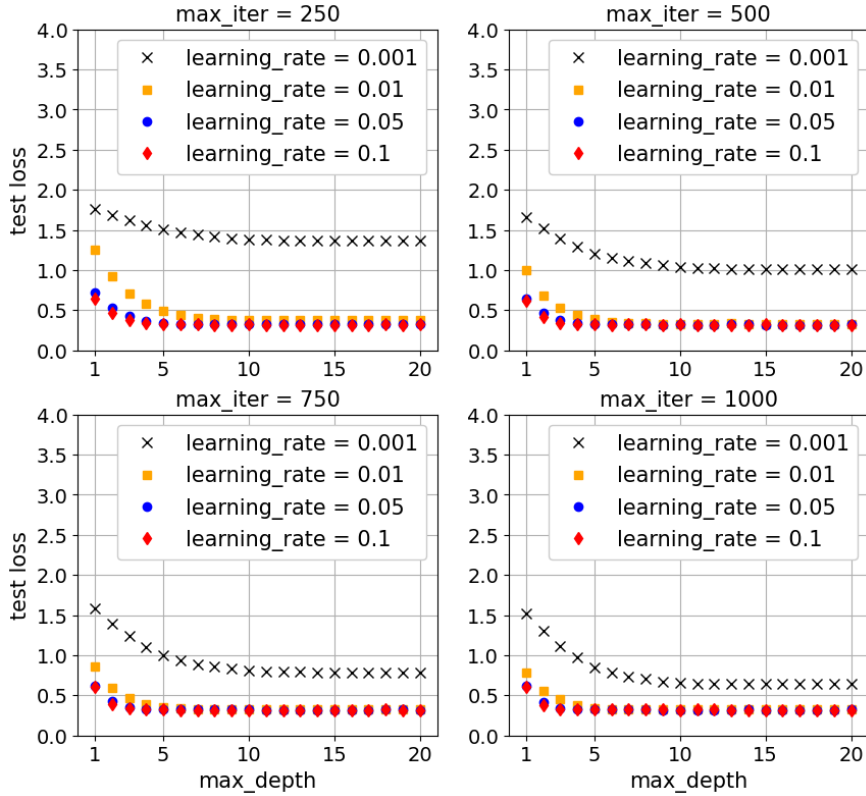 max_iter = 250
4.0
3.5
3.0
2.5
2.0
1.5
1.0
0.5
0.0
test loss
learning_rate = 0.001
learning_rate = 0.01
learning_rate = 0.05
learning_rate = 0.1
1 5 10 15 20
max_iter = 500
4.0
3.5
3.0
2.5
2.0
1.5
1.0
0.5
0.0
learning_rate = 0.001
learning_rate = 0.01
learning_rate = 0.05
learning_rate = 0.1
1 5 10 15 20
max_iter = 750
4.0
3.5
3.0
2.5
2.0
1.5
1.0
0.5
0.0
test loss
learning_rate = 0.001
learning_rate = 0.01
learning_rate = 0.05
learning_rate = 0.1
1 5 10 15 20
max_depth
max_iter = 1000
4.0
3.5
3.0
2.5
2.0
1.5
1.0
0.5
0.0
learning_rate = 0.001
learning_rate = 0.01
learning_rate = 0.05
learning_rate = 0.1
1 5 10 15 20
max_depth